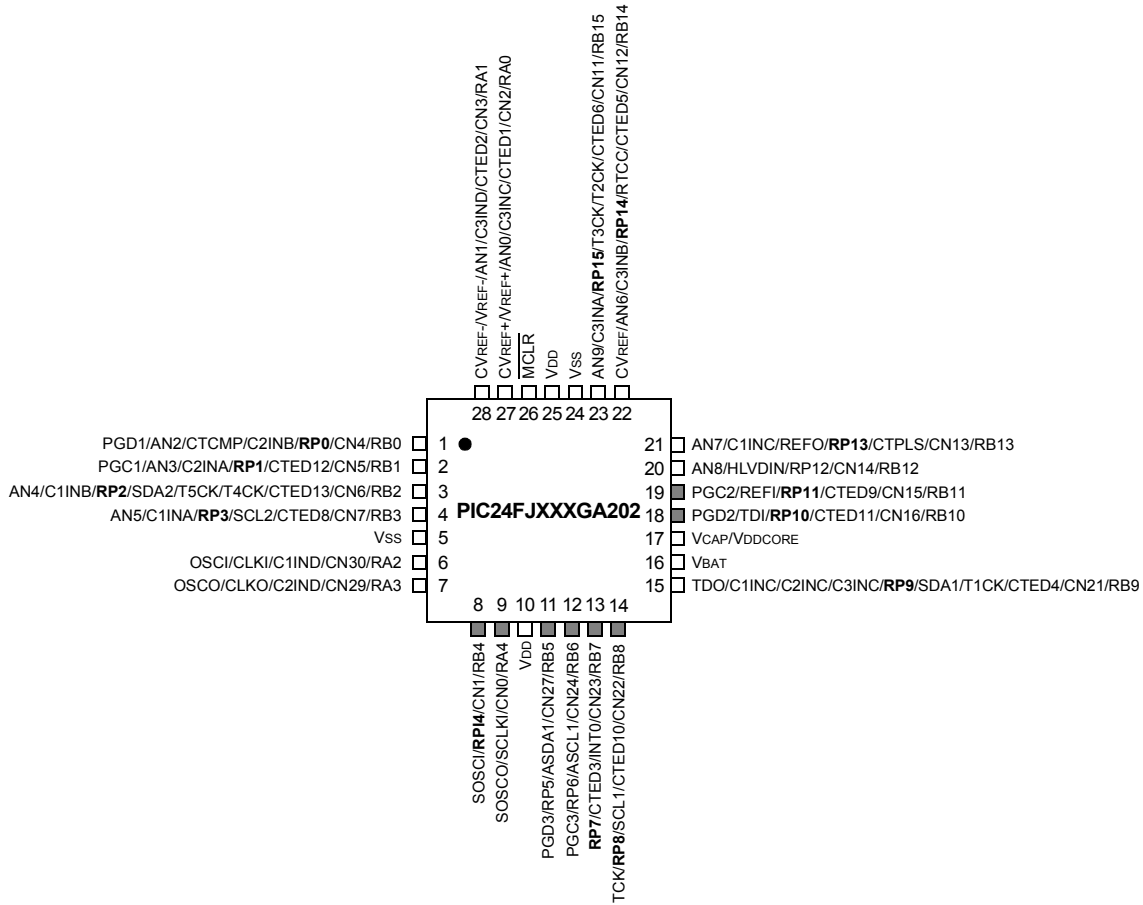 CVREF-/VREF-/AN1/C3IND/CTED2/CN3/RA1
CVREF+/VREF+/AN0/C3INC/CTED1/CN2/RA0
MCLR
VDD
VSS
AN9/C3INA/RP15/T3CK/T2CK/CTED6/CN11/RB15
CVREF/AN6/C3INB/RP14/RTCC/CTED5/CN12/RB14
28 27 26 25 24 23 22
PGD1/AN2/CTCMP/C2INB/RP0/CN4/RB0 1
PGC1/AN3/C2INA/RP1/CTED12/CN5/RB1 2
AN4/C1INB/RP2/SDA2/T5CK/T4CK/CTED13/CN6/RB2 3
AN5/C1INA/RP3/SCL2/CTED8/CN7/RB3 4
VSS 5
OSCI/CLKI/C1IND/CN30/RA2 6
OSCO/CLKO/C2IND/CN29/RA3 7
PIC24FJXXXGA202
21 AN7/C1INC/REFO/RP13/CTPLS/CN13/RB13
20 AN8/HLVDIN/RP12/CN14/RB12
19 PGC2/REFI/RP11/CTED9/CN15/RB11
18 PGD2/TDI/RP10/CTED11/CN16/RB10
17 VCAP/VDDCORE
16 VBAT
15 TDO/C1INC/C2INC/C3INC/RP9/SDA1/T1CK/CTED4/CN21/RB9
8 9 10 11 12 13 14
SOSCI/RPI4/CN1/RB4
SOSCO/SCLKI/CN0/RA4
VDD
PGD3/RP5/ASDA1/CN27/RB5
PGC3/RP6/ASCL1/CN24/RB6
RP7/CTED3/INT0/CN23/RB7
TCK/RP8/SCL1/CTED10/CN22/RB8